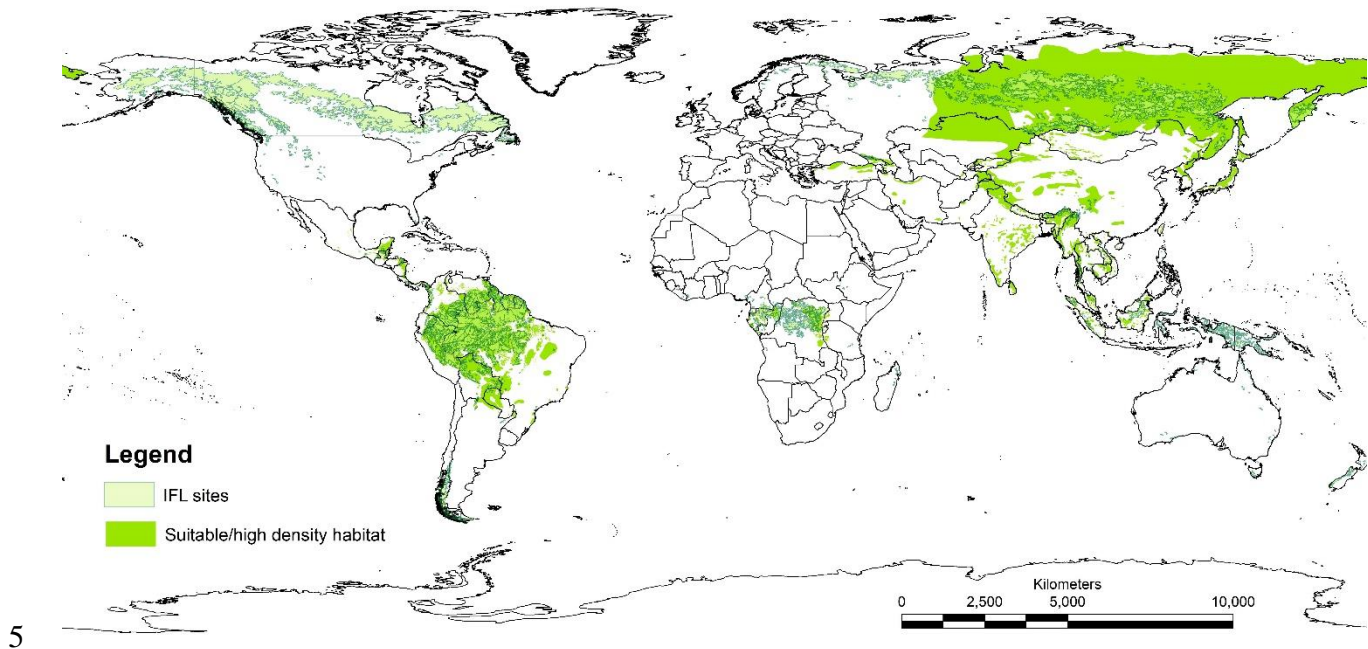 Legend
IFL sites
Suitable/high density habitat
Kilometers
0 2,500 5,000 10,000
5